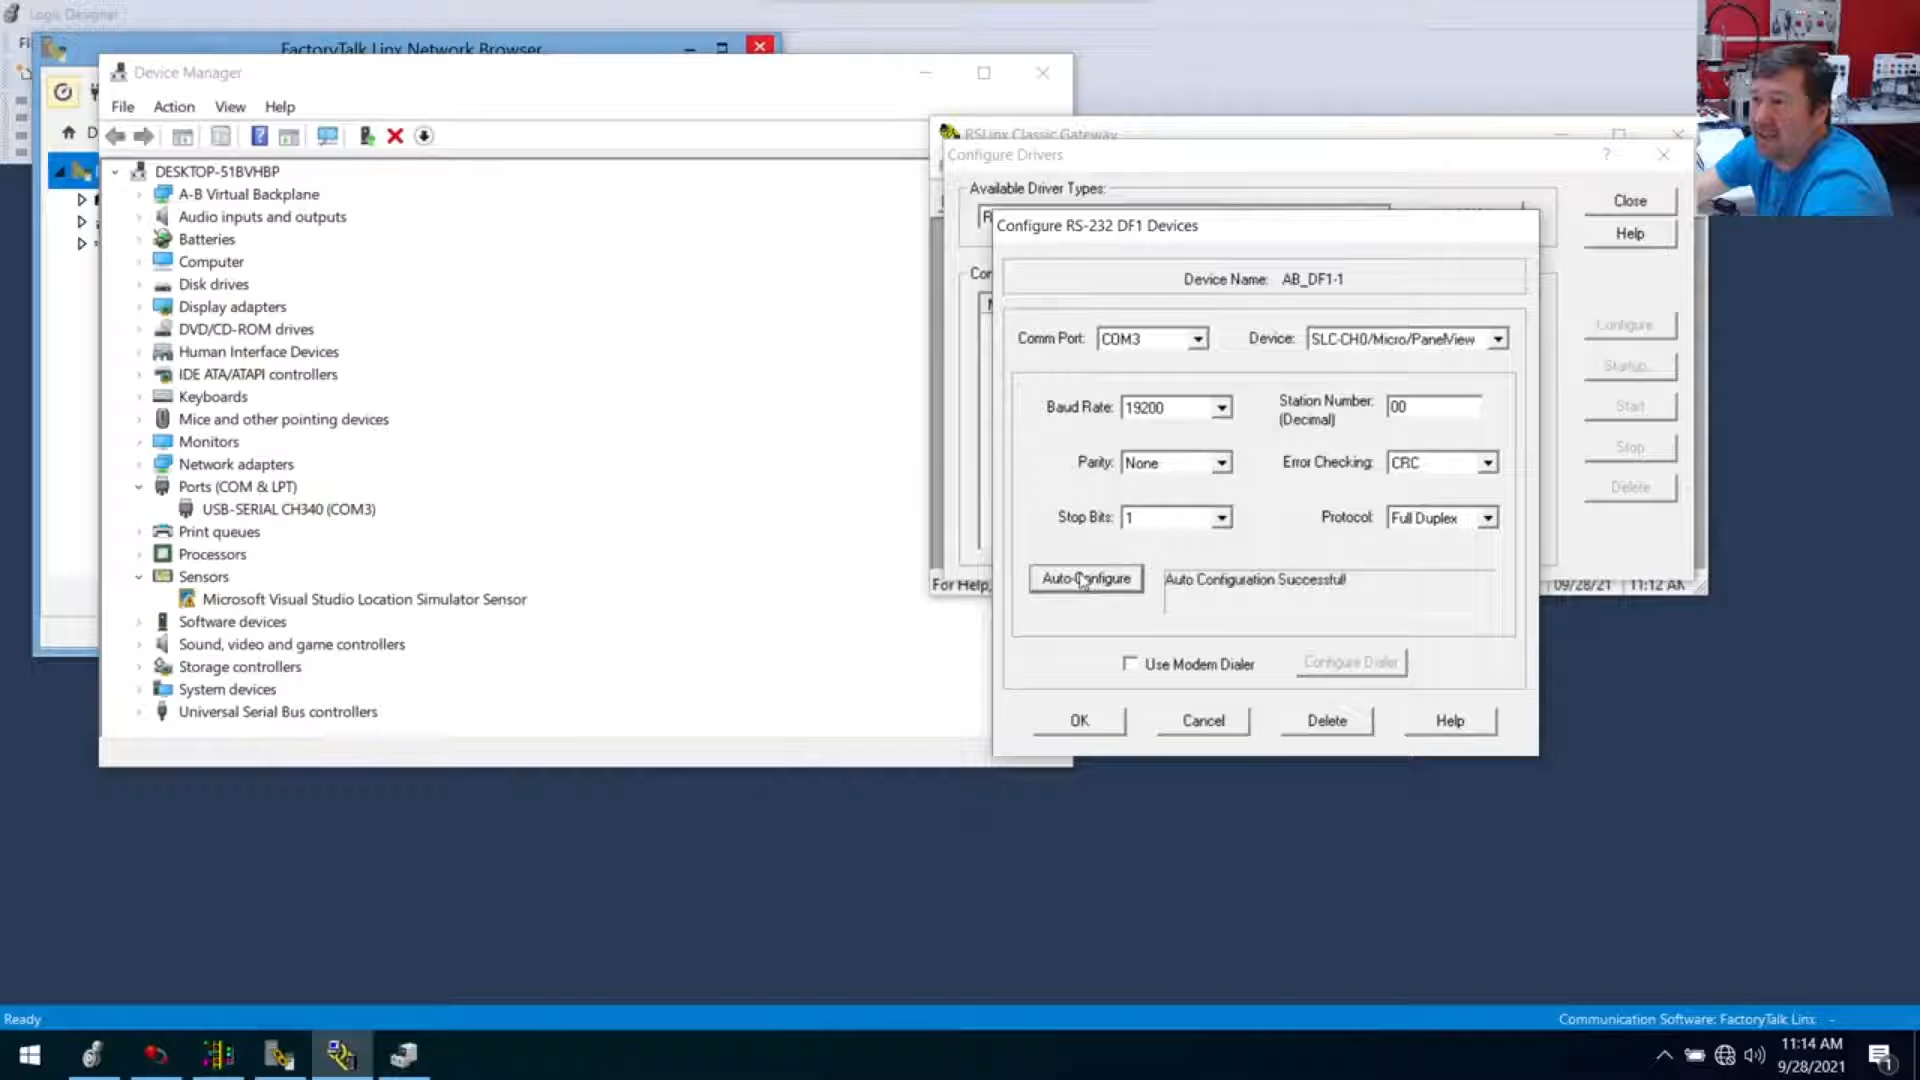 Logic Designer
FactoryTalk Linx Network Browser
Device Manager
File Action View Help
DESKTOP-51BVHBP
A-B Virtual Backplane
Audio inputs and outputs
Batteries
Computer
Disk drives
Display adapters
DVD/CD-ROM drives
Human Interface Devices
IDE ATA/ATAPI controllers
Keyboards
Mice and other pointing devices
Monitors
Network adapters
Ports (COM & LPT)
USB-SERIAL CH340 (COM3)
Print queues
Processors
Sensors
Microsoft Visual Studio Location Simulator Sensor
Software devices
Sound, video and game controllers
Storage controllers
System devices
Universal Serial Bus controllers
RSLinx Classic Gateway
Configure Drivers
Available Driver Types:
Close
Help
Configure...
Startup...
Start
Stop
Delete
Configure RS-232 DF1 Devices
Device Name: AB_DF1-1
Comm Port: COM3 Device: SLC-CH0/Micro/PanelView
Baud Rate: 19200 Station Number: 00
(Decimal)
Parity: None Error Checking: CRC
Stop Bits: 1 Protocol: Full Duplex
Auto-Configure Auto Configuration Successful!
Use Modem Dialer Configure Dialer
OK Cancel Delete Help
For Help,
09/28/21 11:12 AM
Ready
Communication Software: FactoryTalk Linx
11:14 AM
9/28/2021
1